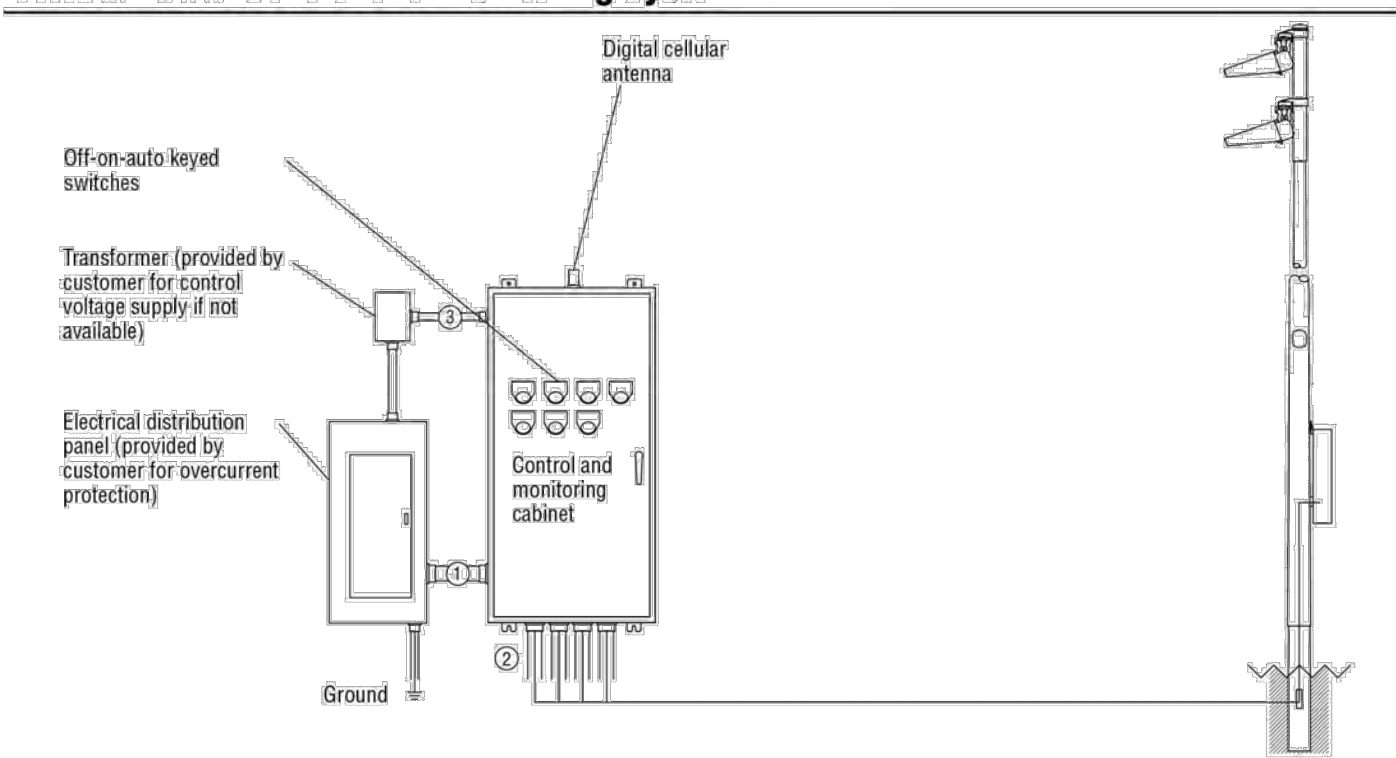 Digital cellular
antenna
Off-on-auto keyed
switches
Transformer (provided by
customer for control
voltage supply if not
available)
3
Electrical distribution
panel (provided by
customer for overcurrent
protection)
Control and
monitoring
cabinet
1
2
Ground